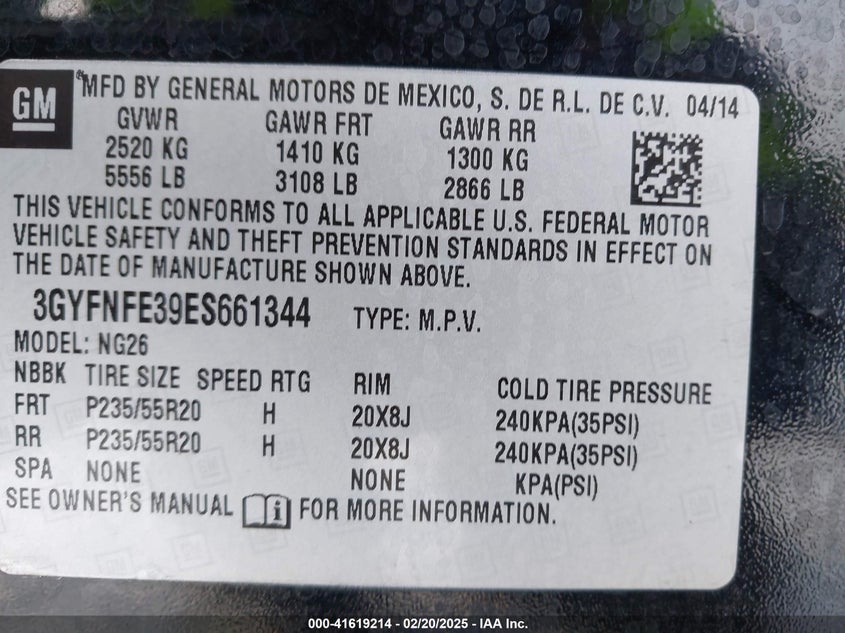 GM
MFD BY GENERAL MOTORS DE MEXICO, S. DE R.L. DE C.V. 04/14
GVWR GAWR FRT GAWR RR
2520 KG 1410 KG 1300 KG
5556 LB 3108 LB 2866 LB
THIS VEHICLE CONFORMS TO ALL APPLICABLE U.S. FEDERAL MOTOR
VEHICLE SAFETY AND THEFT PREVENTION STANDARDS IN EFFECT ON
THE DATE OF MANUFACTURE SHOWN ABOVE.
3GYFNFE39ES661344 TYPE: M.P.V.
MODEL: NG26
NBBK TIRE SIZE SPEED RTG RIM COLD TIRE PRESSURE
FRT P235/55R20 H 20X8J 240KPA(35PSI)
RR P235/55R20 H 20X8J 240KPA(35PSI)
SPA NONE NONE KPA(PSI)
SEE OWNER'S MANUAL FOR MORE INFORMATION.
000-41619214 - 02/20/2025 - IAA Inc.